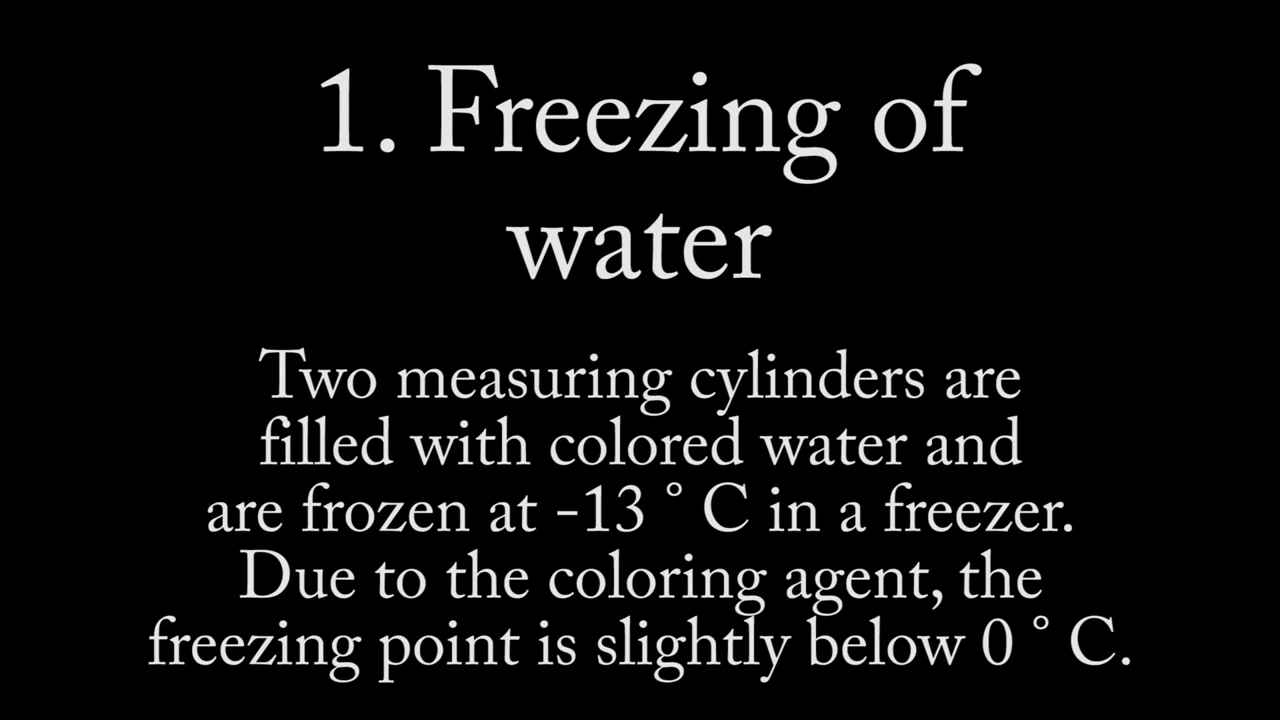 1. Freezing of
water
Two measuring cylinders are
filled with colored water and
are frozen at -13 ° C in a freezer.
Due to the coloring agent, the
freezing point is slightly below 0 ° C.